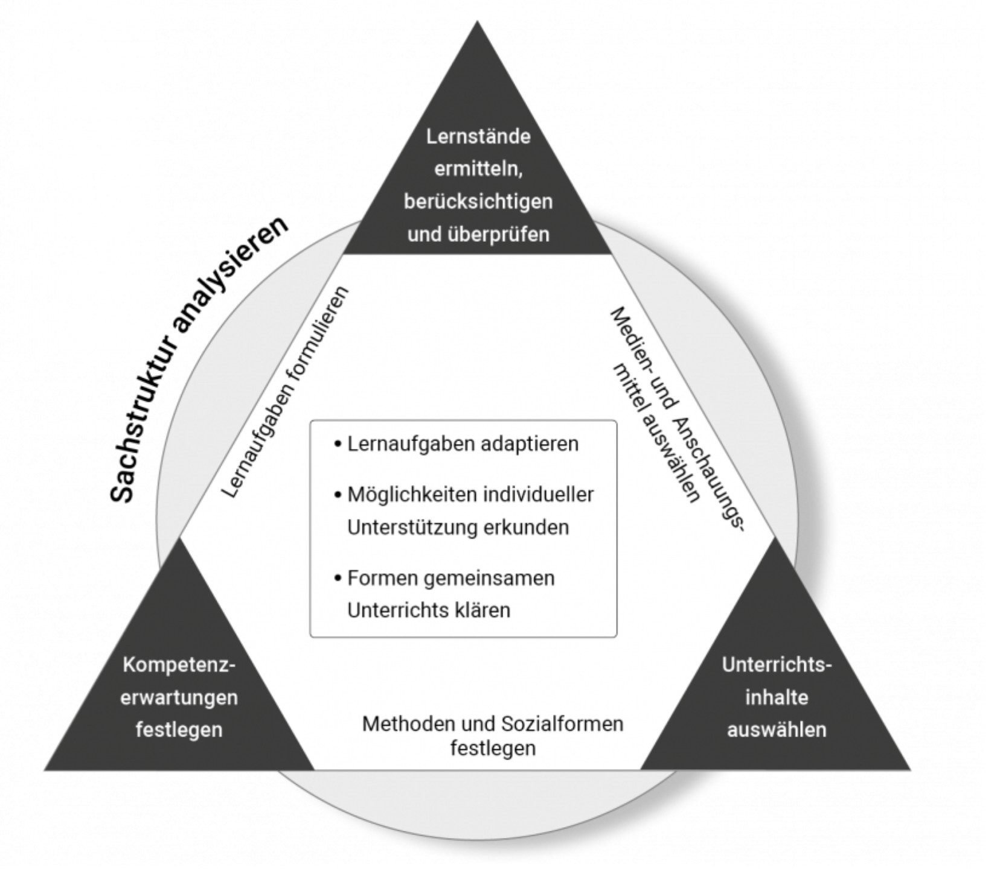 Lernstände
ermitteln,
berücksichtigen
und überprüfen
Sachstruktur analysieren
Lernaufgaben formulieren
Medien- und Anschauungs-
mittel auswählen
• Lernaufgaben adaptieren
• Möglichkeiten individueller
Unterstützung erkunden
• Formen gemeinsamen
Unterrichts klären
Kompetenz-
erwartungen
festlegen
Unterrichts-
inhalte
auswählen
Methoden und Sozialformen
festlegen